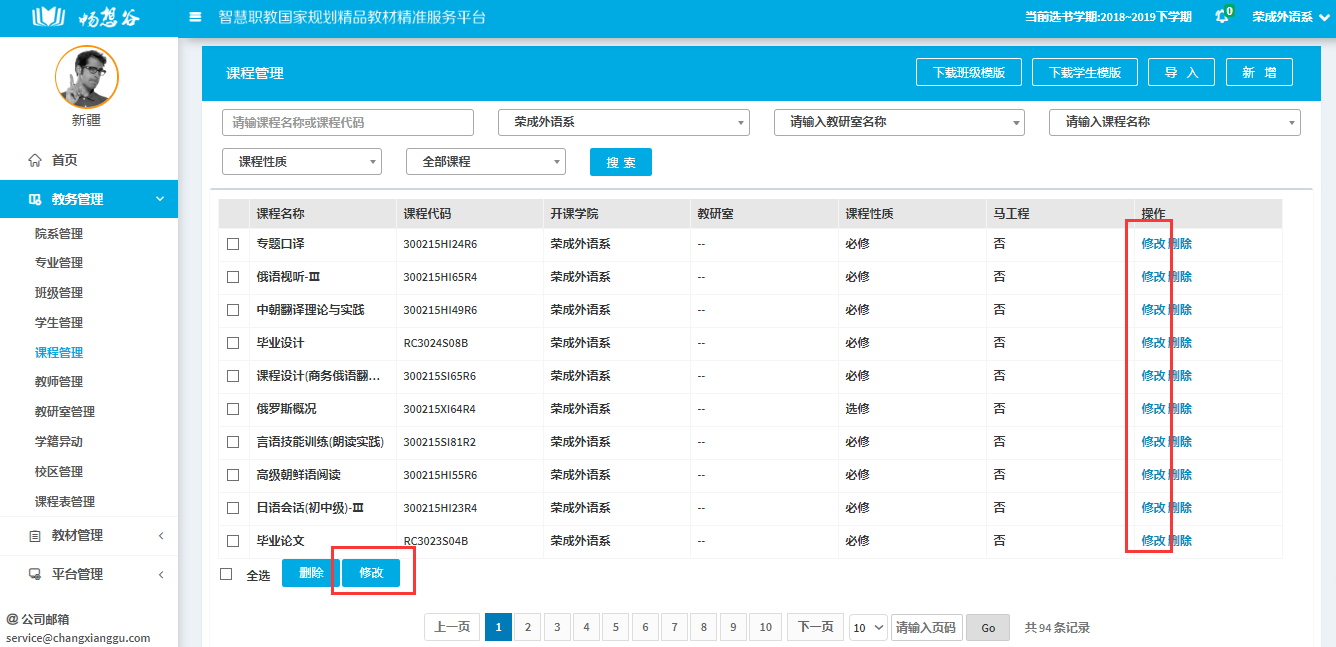 畅想谷 智慧职教国家规划精品教材精准服务平台 当前选书学期:2018~2019下学期 0 荣成外语系
新疆
首页
教务管理
院系管理
专业管理
班级管理
学生管理
课程管理
教师管理
教研室管理
学籍异动
校区管理
课程表管理
教材管理
平台管理
@ 公司邮箱
service@changxianggu.com
课程管理 下载班级模版 下载学生模版 导 入 新 增
请输课程名称或课程代码 荣成外语系 请输入教研室名称 请输入课程名称
课程性质 全部课程 搜 索
课程名称 课程代码 开课学院 教研室 课程性质 马工程 操作
专题口译 300215HI24R6 荣成外语系 -- 必修 否 修改 删除
俄语视听-Ⅲ 300215HI65R4 荣成外语系 -- 必修 否 修改 删除
中朝翻译理论与实践 300215HI49R6 荣成外语系 -- 必修 否 修改 删除
毕业设计 RC3024S08B 荣成外语系 -- 必修 否 修改 删除
课程设计(商务俄语翻... 300215SI65R6 荣成外语系 -- 必修 否 修改 删除
俄罗斯概况 300215XI64R4 荣成外语系 -- 选修 否 修改 删除
言语技能训练(朗读实践) 300215SI81R2 荣成外语系 -- 必修 否 修改 删除
高级朝鲜语阅读 300215HI55R6 荣成外语系 -- 必修 否 修改 删除
日语会话(初中级)-Ⅲ 300215HI23R4 荣成外语系 -- 必修 否 修改 删除
毕业论文 RC3023S04B 荣成外语系 -- 必修 否 修改 删除
全选 删除 修改
上一页 1 2 3 4 5 6 7 8 9 10 下一页 10 请输入页码 Go 共 94 条记录